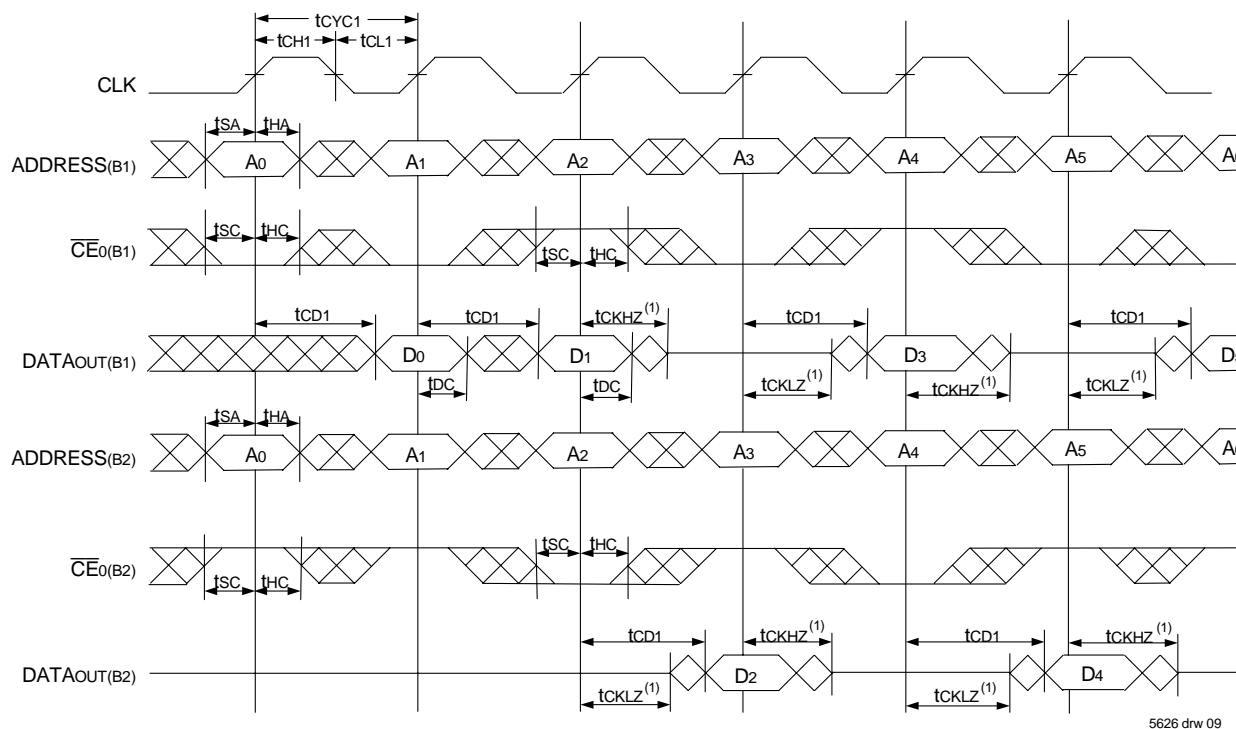 tCYC1
tCH1 tCL1
CLK
tSA tHA
ADDRESS(B1) A0 A1 A2 A3 A4 A5
CE0(B1) tSC tHC tSC tHC
tCD1 tCD1 tCKHZ(1) tCD1 tCD1
DATAOUT(B1) D0 D1 D3
tDC tDC tCKLZ(1) tCKHZ(1) tCKLZ(1)
tSA tHA
ADDRESS(B2) A0 A1 A2 A3 A4 A5
tSC tHC
CE0(B2)
tSC tHC
tCD1 tCKHZ(1) tCD1 tCKHZ(1)
DATAOUT(B2) D2 D4
tCKLZ(1) tCKLZ(1)
5626 drw 09